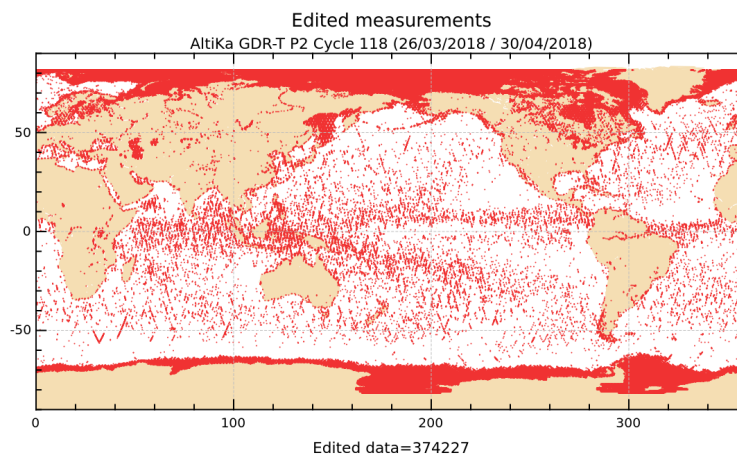 Edited measurements
AltiKa GDR-T P2 Cycle 118 (26/03/2018 / 30/04/2018)
50
0
-50
0 100 200 300
Edited data=374227